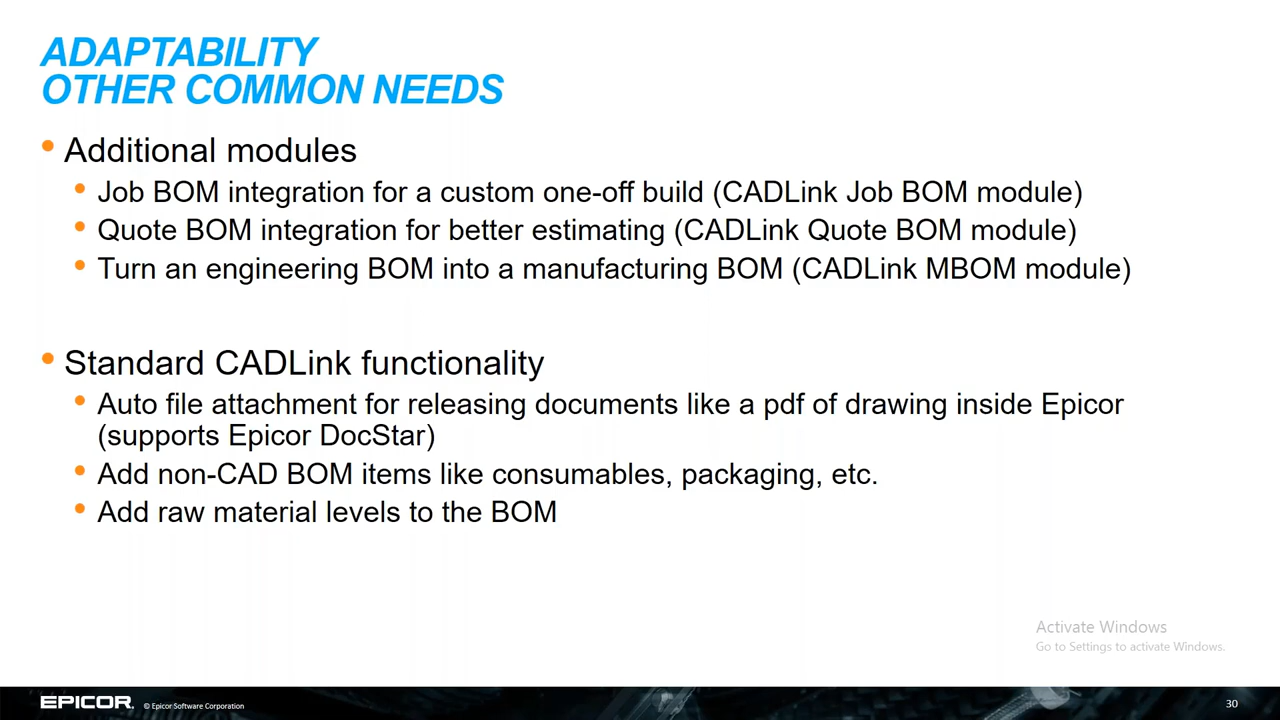 ADAPTABILITY
OTHER COMMON NEEDS
• Additional modules
• Job BOM integration for a custom one-off build (CADLink Job BOM module)
• Quote BOM integration for better estimating (CADLink Quote BOM module)
• Turn an engineering BOM into a manufacturing BOM (CADLink MBOM module)
• Standard CADLink functionality
• Auto file attachment for releasing documents like a pdf of drawing inside Epicor
(supports Epicor DocStar)
• Add non-CAD BOM items like consumables, packaging, etc.
• Add raw material levels to the BOM
Activate Windows
Go to Settings to activate Windows.
EPICOR. © Epicor Software Corporation 30